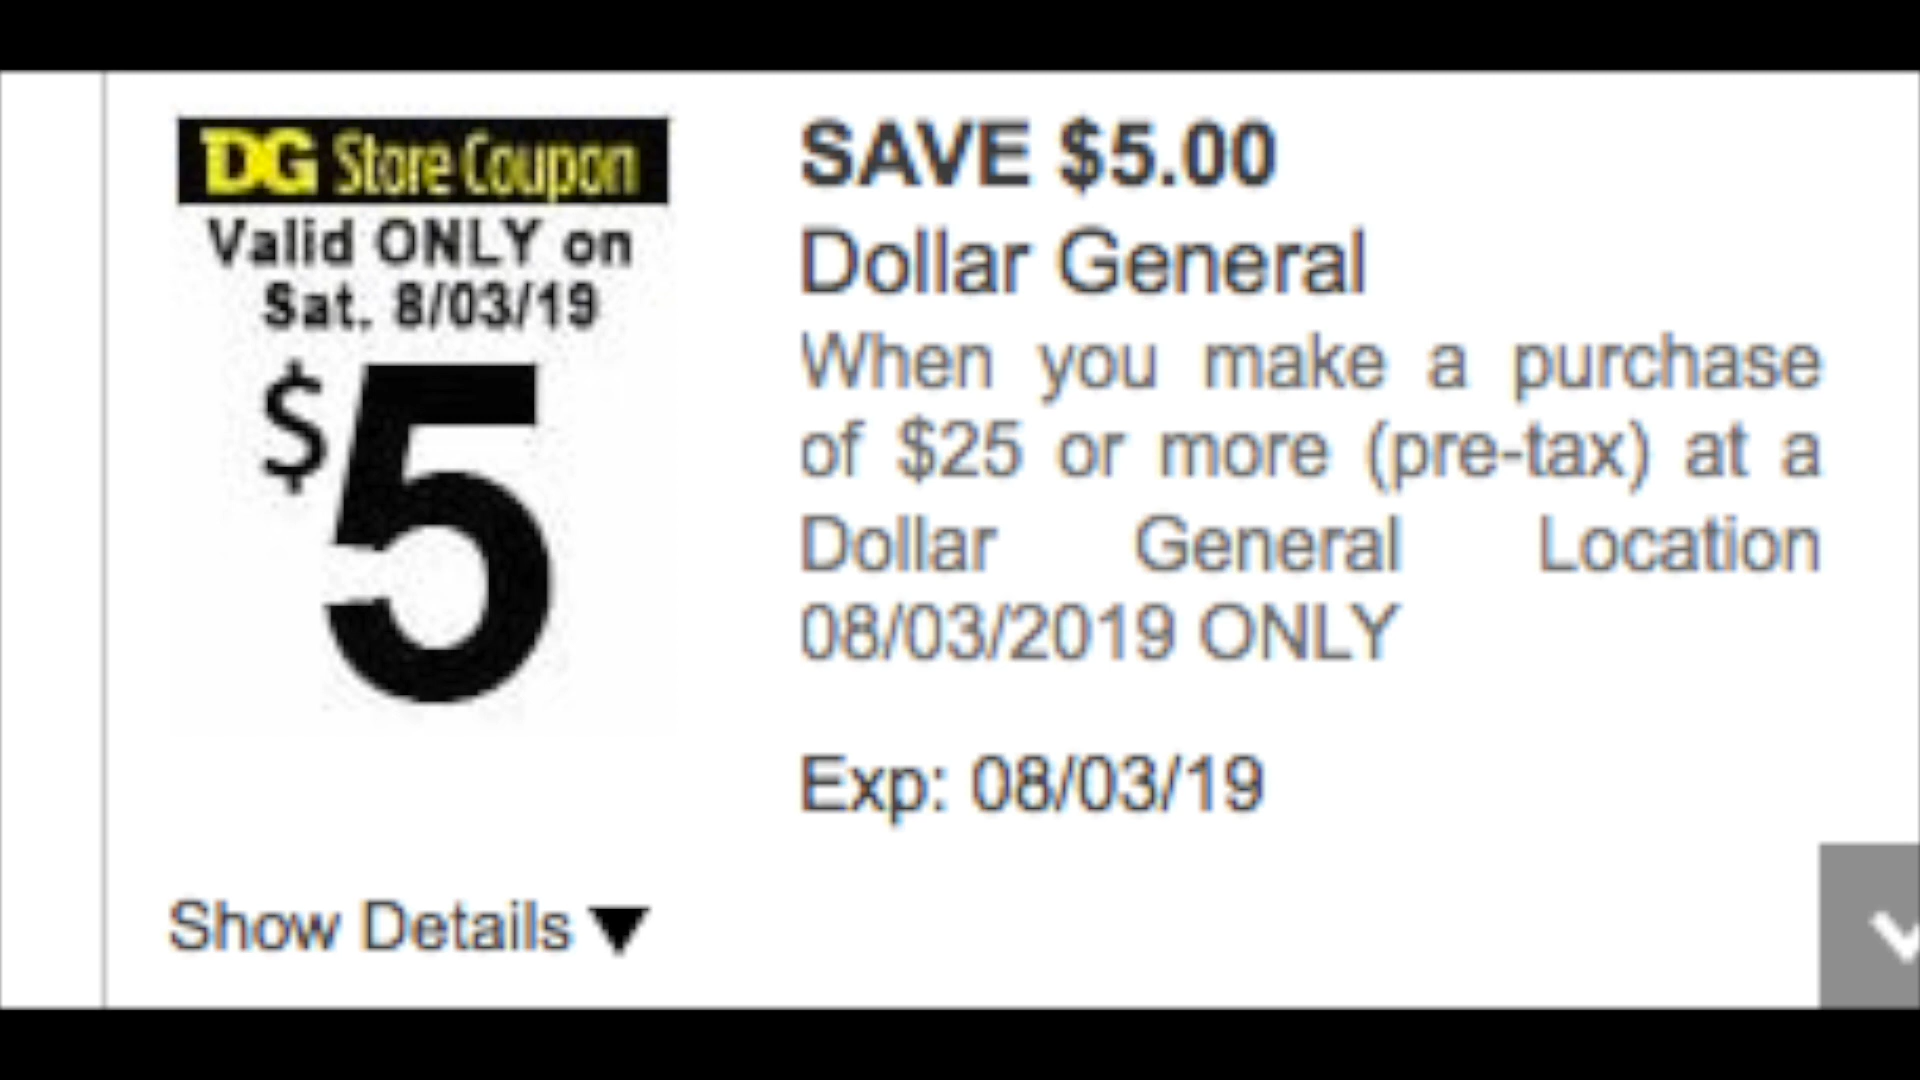 DG Store Coupon
Valid ONLY on
Sat. 8/03/19
$5
SAVE $5.00
Dollar General
When you make a purchase
of $25 or more (pre-tax) at a
Dollar General Location
08/03/2019 ONLY
Exp: 08/03/19
Show Details